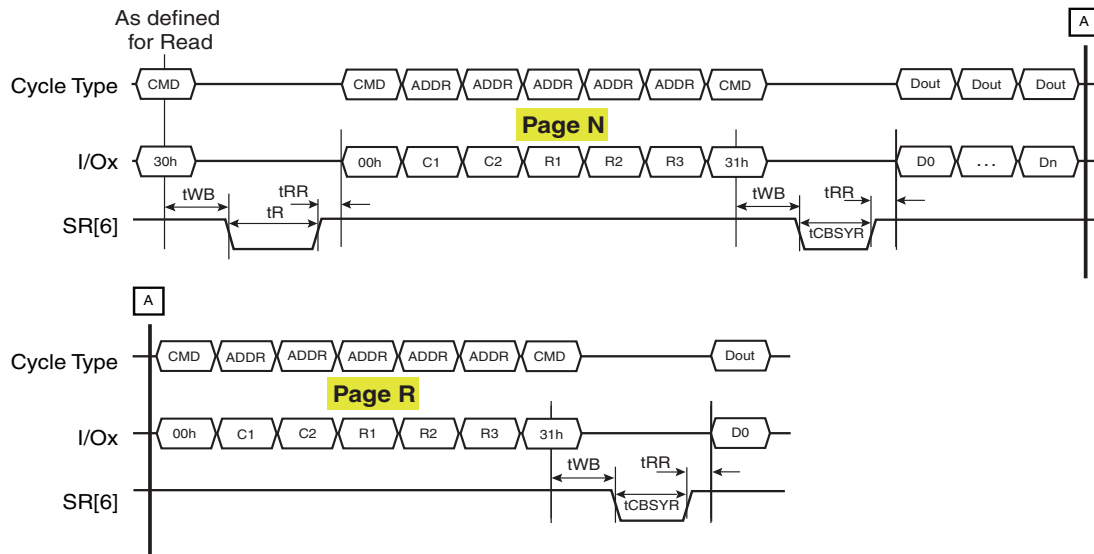 As defined
for Read
A
Cycle Type CMD CMD ADDR ADDR ADDR ADDR ADDR CMD Dout Dout Dout
Page N
I/Ox 30h 00h C1 C2 R1 R2 R3 31h D0 ... Dn
tWB tR tRR tWB tRR
SR[6] tCBSYR
A
Cycle Type CMD ADDR ADDR ADDR ADDR ADDR CMD Dout
Page R
I/Ox 00h C1 C2 R1 R2 R3 31h D0
tWB tRR
SR[6] tCBSYR